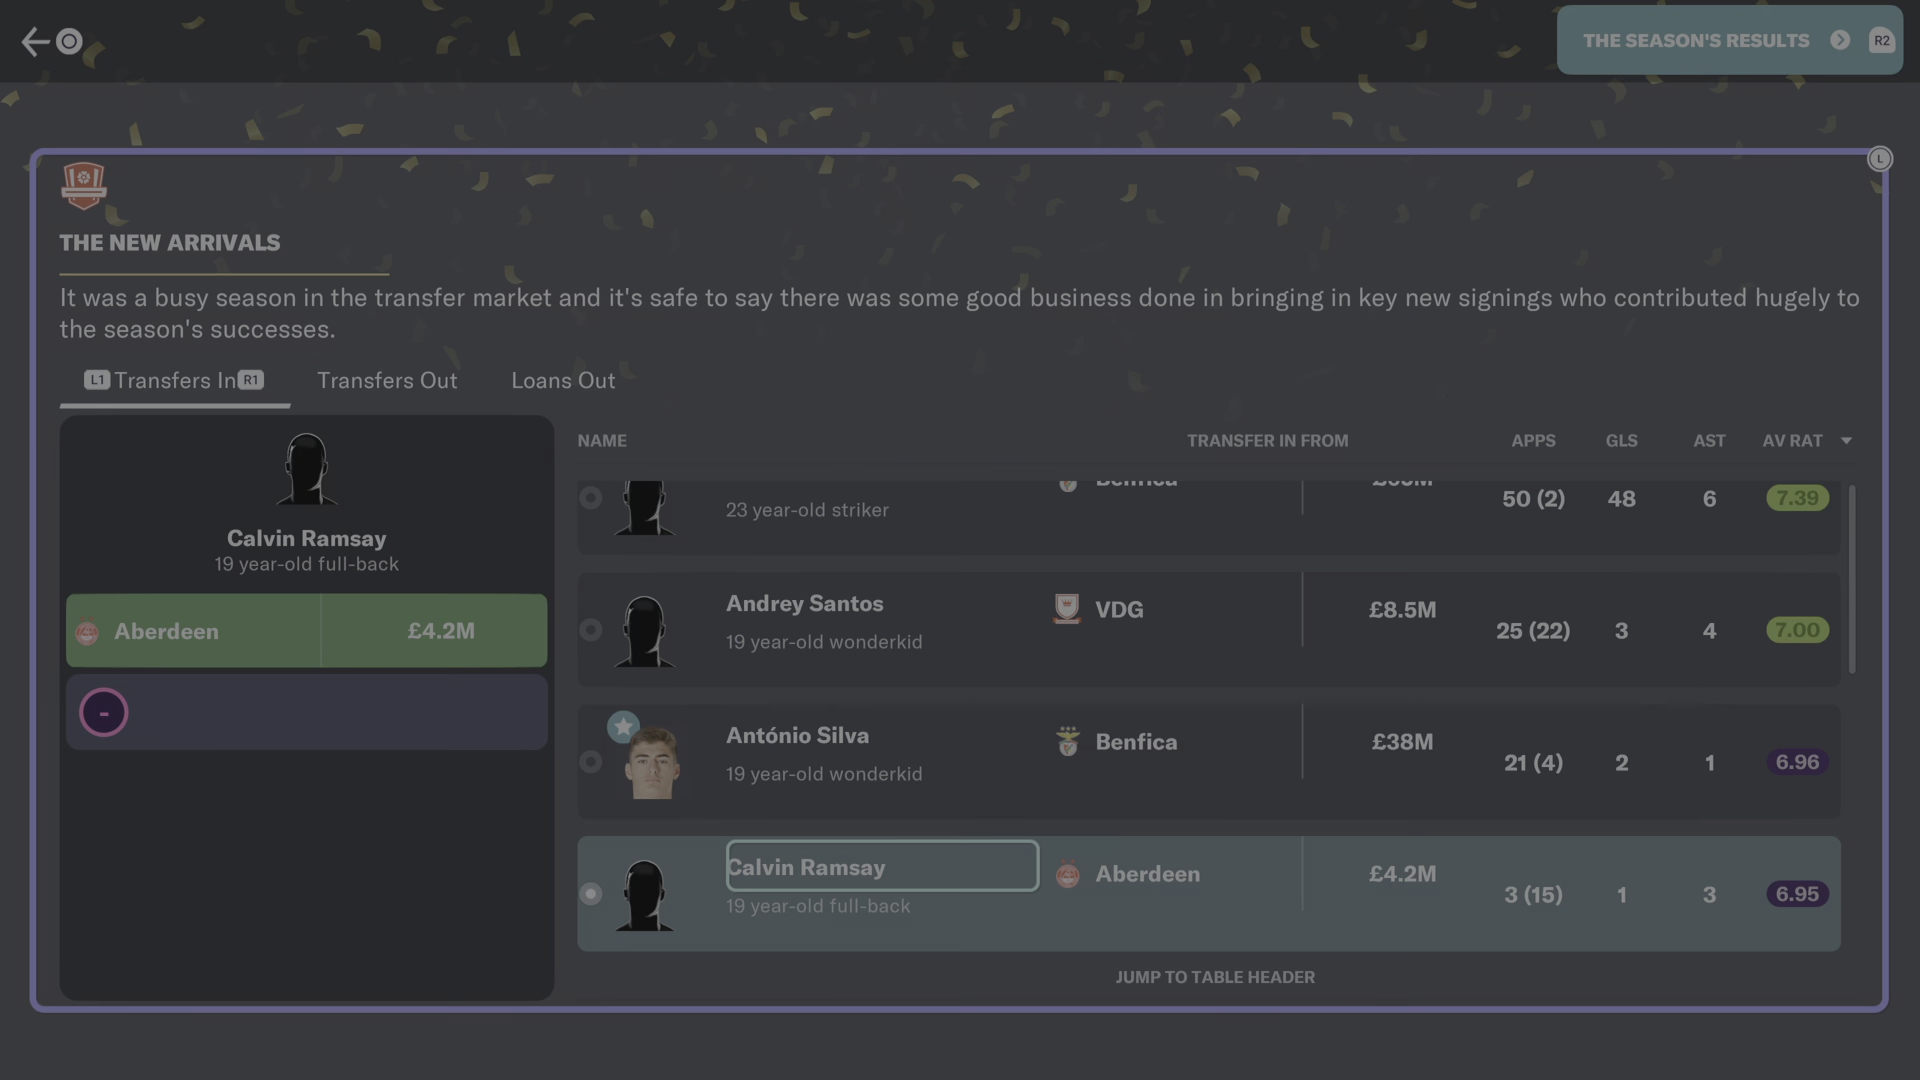 THE SEASON'S RESULTS R2
L
THE NEW ARRIVALS
It was a busy season in the transfer market and it's safe to say there was some good business done in bringing in key new signings who contributed hugely to
the season's successes.
L1 Transfers In R1 Transfers Out Loans Out
Calvin Ramsay
19 year-old full-back
Aberdeen £4.2M
-
NAME TRANSFER IN FROM APPS GLS AST AV RAT
Benfica
23 year-old striker 50 (2) 48 6 7.39
Andrey Santos VDG £8.5M
19 year-old wonderkid 25 (22) 3 4 7.00
António Silva Benfica £38M
19 year-old wonderkid 21 (4) 2 1 6.96
Calvin Ramsay Aberdeen £4.2M
19 year-old full-back 3 (15) 1 3 6.95
JUMP TO TABLE HEADER